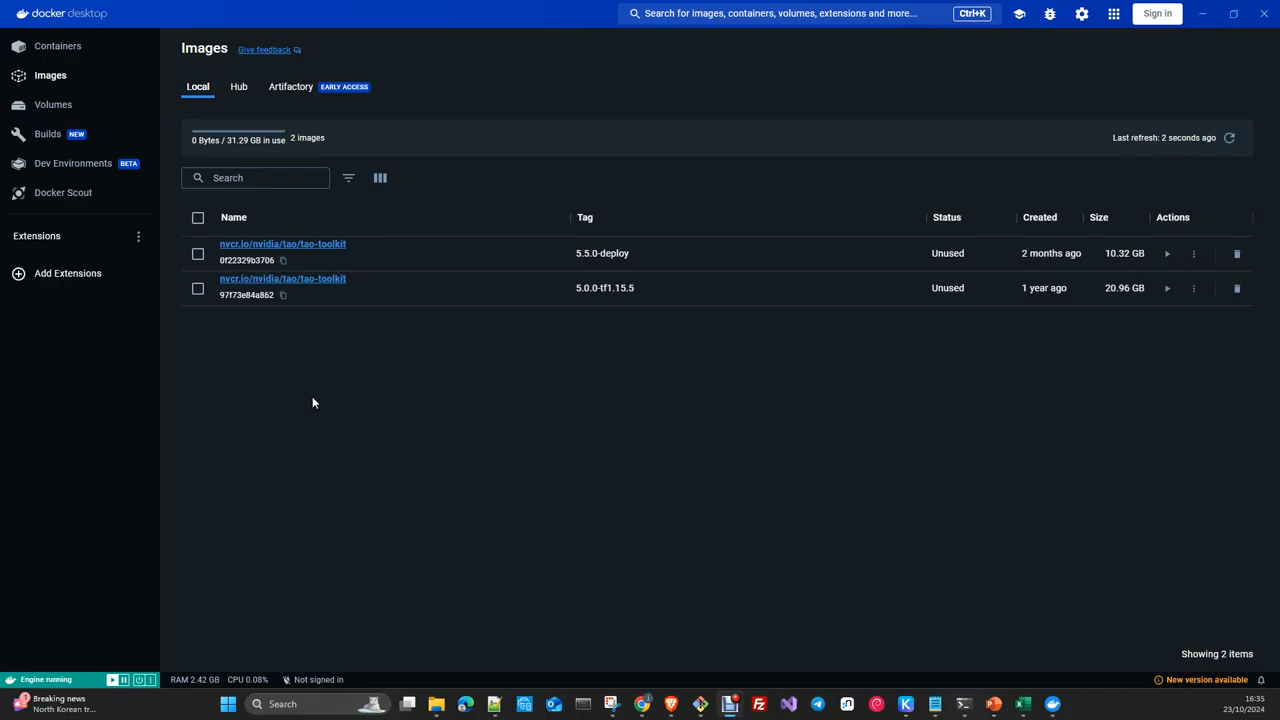 docker desktop
Search for images, containers, volumes, extensions and more...
Ctrl+K
Sign in
Containers
Images
Volumes
Builds NEW
Dev Environments BETA
Docker Scout
Extensions
Add Extensions
Images Give feedback
Local Hub Artifactory EARLY ACCESS
0 Bytes / 31.29 GB in use 2 images
Last refresh: 2 seconds ago
Search
Name Tag Status Created Size Actions
nvcr.io/nvidia/tao/tao-toolkit 5.5.0-deploy Unused 2 months ago 10.32 GB
0f22329b3706
nvcr.io/nvidia/tao/tao-toolkit 5.0.0-tf1.15.5 Unused 1 year ago 20.96 GB
97f73e84a862
Showing 2 items
Engine running RAM 2.42 GB CPU 0.08% Not signed in New version available
1
Breaking news
North Korean tr...
Search
16:35
23/10/2024